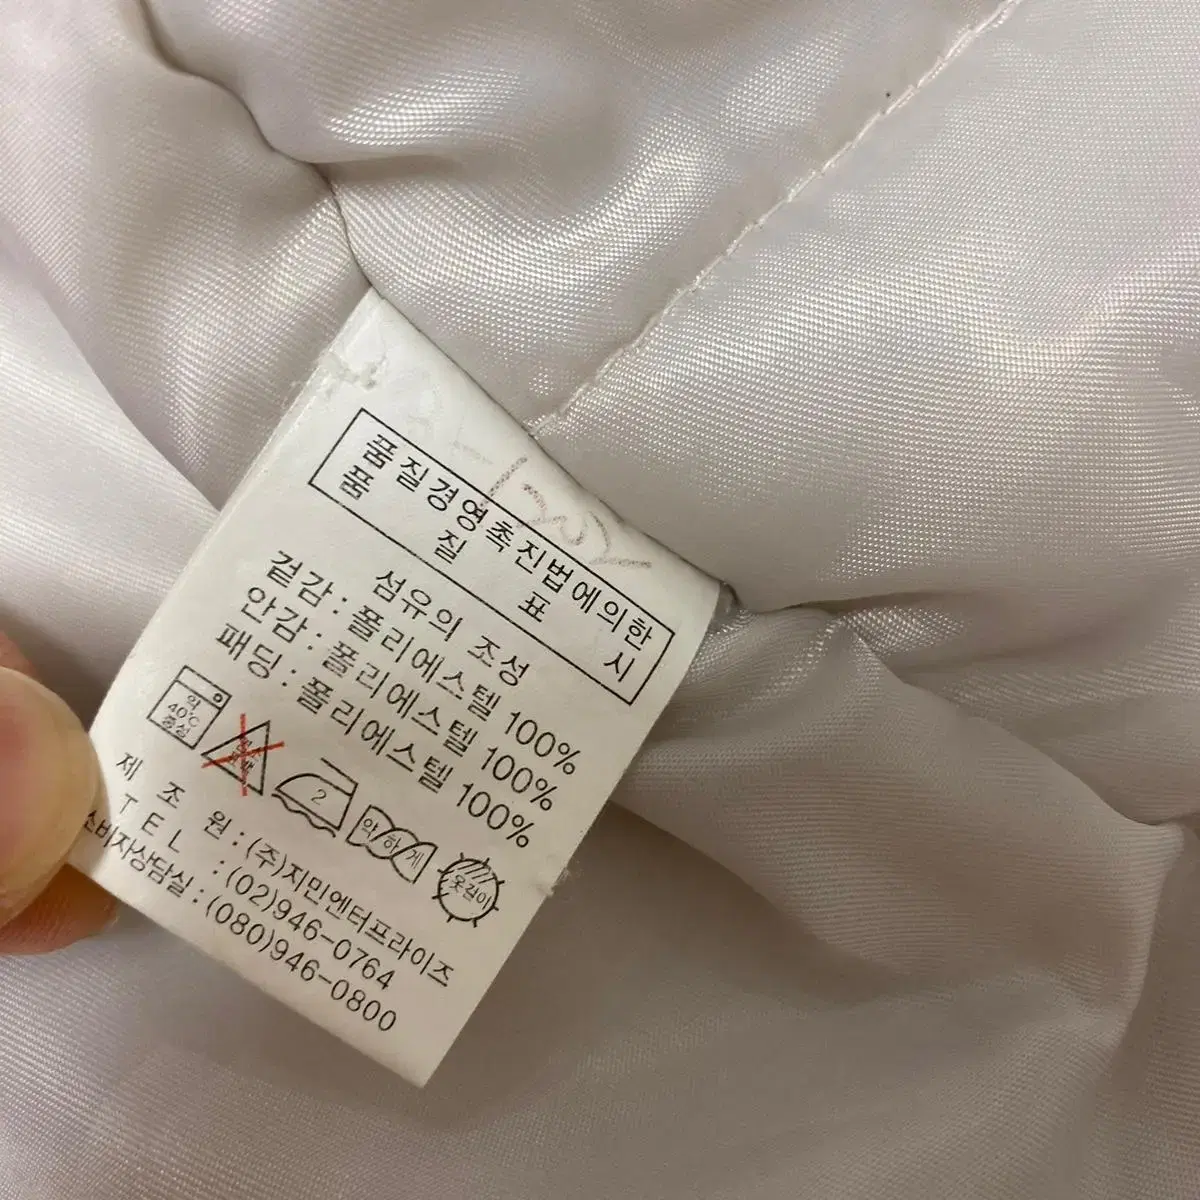 품질경영촉진법에의한
품 질 표 시
섬유의 조성
겉감 : 폴리에스텔 100%
안감 : 폴리에스텔 100%
패딩 : 폴리에스텔 100%
약
40℃
중성
2
약하게
옷걸이
제 조 원 : (주)지민엔터프라이즈
T E L : (02)946-0764
소비자상담실 : (080)946-0800